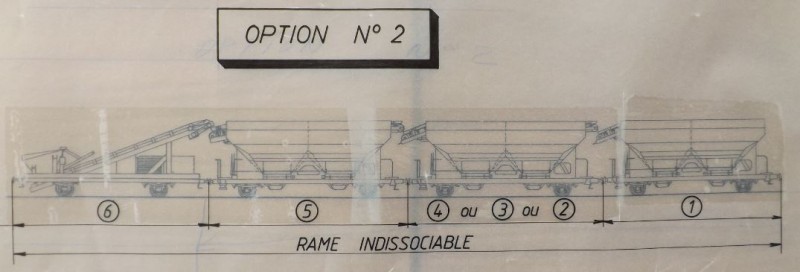 OPTION N° 2
⑥ ⑤ ④ ou ③ ou ② ①
RAME INDISSOCIABLE